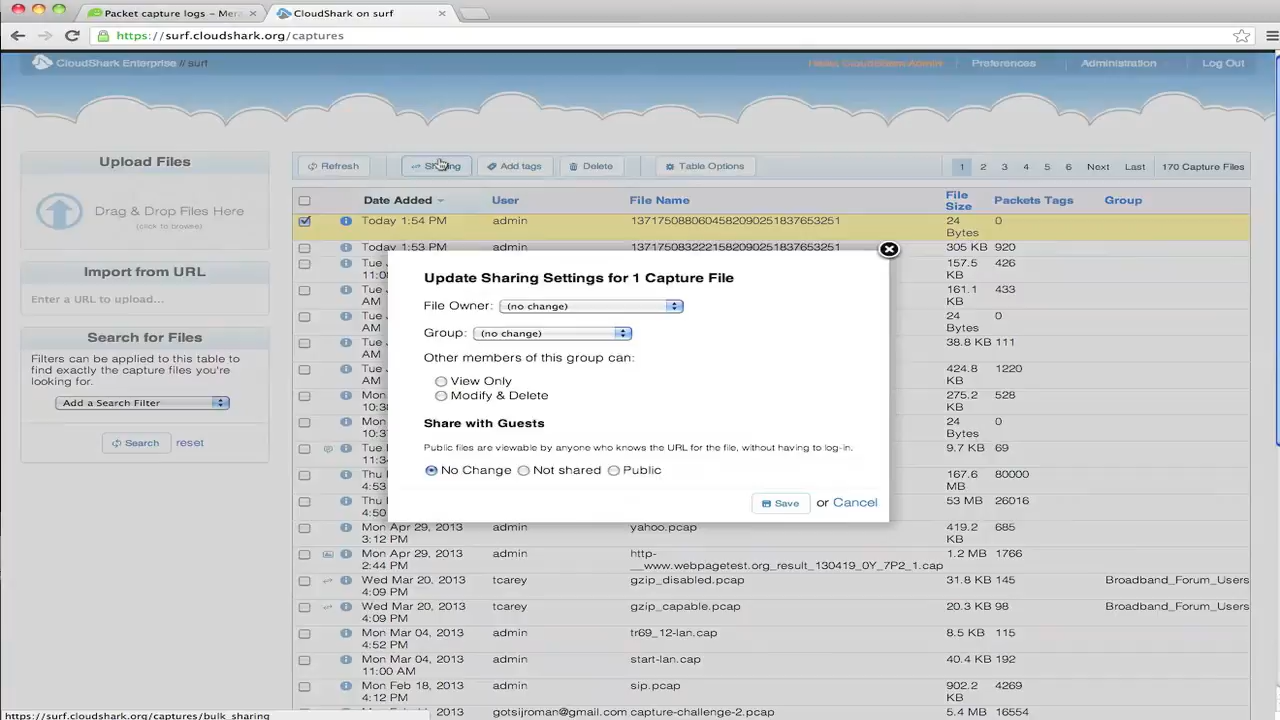 Packet capture logs – Mera
CloudShark on surf
https://surf.cloudshark.org/captures
CloudShark Enterprise // surf
Hello, CloudShark Admin
Preferences
Administration
Log Out
Upload Files
Drag & Drop Files Here
(click to browse)
Import from URL
Enter a URL to upload...
Search for Files
Filters can be applied to this table to
find exactly the capture files you're
looking for.
Add a Search Filter
Search reset
Refresh Sharing Add tags Delete Table Options
1 2 3 4 5 6 Next Last 170 Capture Files
Date Added User File Name File Size Packets Tags Group
Today 1:54 PM admin 13717508806045820902518376532​51 24 Bytes 0
Today 1:53 PM admin 1371750832221582090251837653251 305 KB 920
Tue 11:0 157.5 KB 426
Tue AM 161.1 KB 433
Tue AM 24 Bytes 0
Tue AM 38.8 KB 111
Tue AM 424.8 KB 1220
Mon 10:3 275.2 KB 528
Mon 10:3 24 Bytes 0
Tue 11:3 9.7 KB 69
Thu 4:53 167.6 MB 80000
Thu 4:50 53 MB 26016
Update Sharing Settings for 1 Capture File
File Owner: (no change)
Group: (no change)
Other members of this group can:
View Only
Modify & Delete
Share with Guests
Public files are viewable by anyone who knows the URL for the file, without having to log-in.
No Change Not shared Public
Save or Cancel
Mon Apr 29, 2013 3:12 PM admin yahoo.pcap 419.2 KB 685
Mon Apr 29, 2013 2:44 PM admin http-__www.webpagetest.org_result_130419_0Y_7P2_1.cap 1.2 MB 1766
Wed Mar 20, 2013 4:09 PM tcarey gzip_disabled.pcap 31.8 KB 145 Broadband_Forum_Users
Wed Mar 20, 2013 4:09 PM tcarey gzip_capable.pcap 20.3 KB 98 Broadband_Forum_Users
Mon Mar 04, 2013 4:52 PM admin tr69_12-lan.cap 8.5 KB 115
Mon Mar 04, 2013 11:00 AM admin start-lan.cap 40.4 KB 192
Mon Feb 18, 2013 4:12 PM admin sip.pcap 902.2 KB 4269
gotsijroman@gmail.com capture-challenge-2.pcap 5.4 MB 16554
https://surf.cloudshark.org/captures/bulk_sharing